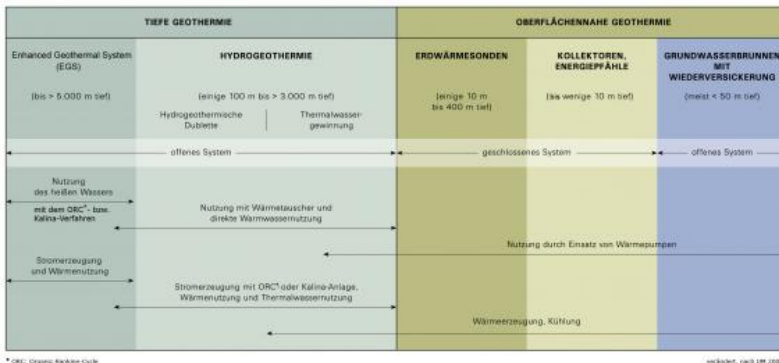 TIEFE GEOTHERMIE
OBERFLÄCHENNAHE GEOTHERMIE
Enhanced Geothermal System
(EGS)
(bis > 5.000 m tief)
HYDROGEOTHERMIE
(einige 100 m bis > 3.000 m tief)
Hydrogeothermische
Dublette
Thermalwasser-
gewinnung
ERDWÄRMESONDEN
(einige 10 m
bis 400 m tief)
KOLLEKTOREN,
ENERGIEPFÄHLE
(bis wenige 10 m tief)
GRUNDWASSERBRUNNEN
MIT
WIEDERVERSICKERUNG
(meist < 50 m tief)
offenes System
geschlossenes System
offenes System
Nutzung
des heißen Wassers
mit dem ORC*- bzw.
Kalina-Verfahren
Nutzung mit Wärmetauscher und
direkte Warmwassernutzung
Nutzung durch Einsatz von Wärmepumpen
Stromerzeugung
und Wärmenutzung
Stromerzeugung mit ORC*-oder Kalina-Anlage,
Wärmenutzung und Thermalwassernutzung
Wärmeerzeugung, Kühlung
* ORC: Organic Rankine Cycle
verändert, nach UM